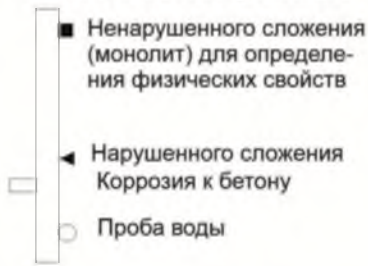 Ненарушенного сложения
(монолит) для определе-
ния физических свойств
Нарушенного сложения
Коррозия к бетону
Проба воды